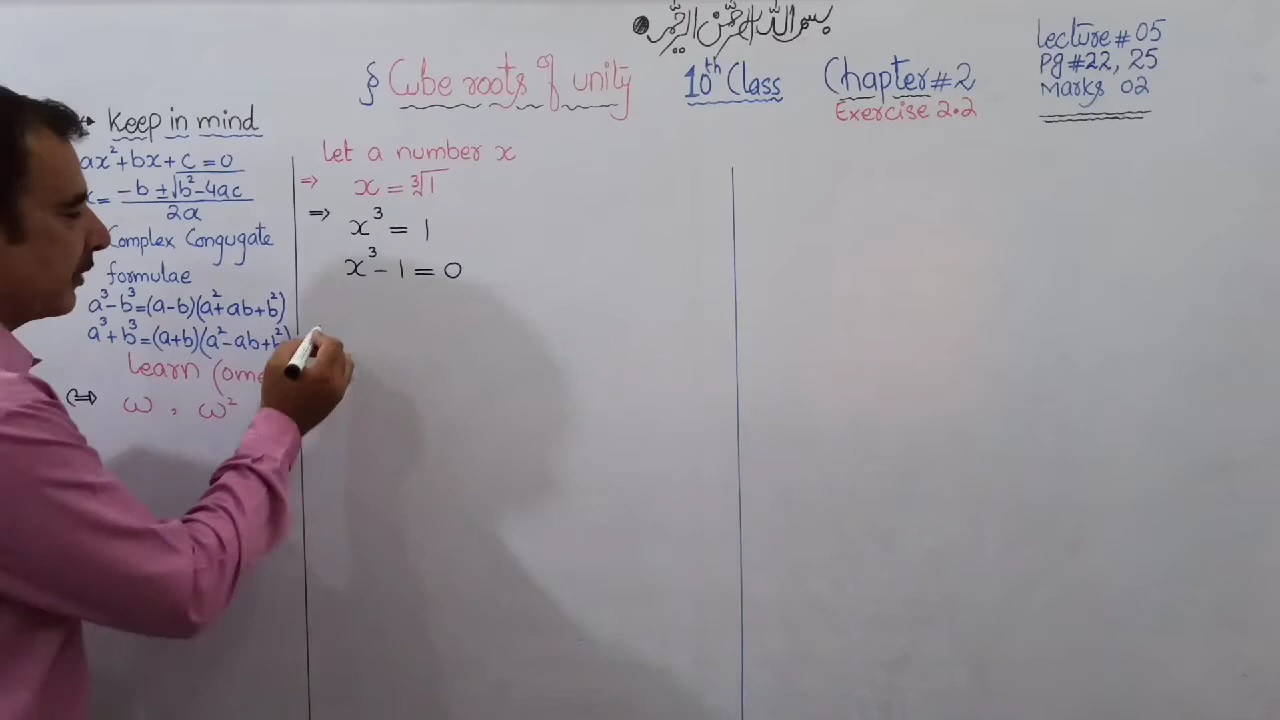 بسم اللہ الرحمن الرحیم
§ Cube roots of unity 10th Class Chapter #2
Exercise 2.2
Lecture # 05
Pg #22, 25
Marks 02
Keep in mind
ax²+bx+c=0
x= -b ±√b²-4ac / 2a
Complex Congugate
formulae
a³-b³=(a-b)(a²+ab+b²)
a³+b³=(a+b)(a²-ab+b²)
Learn
ω , ω²
Let a number x
⇒ x = ³√1
⇒ x³ = 1
x³ - 1 = 0